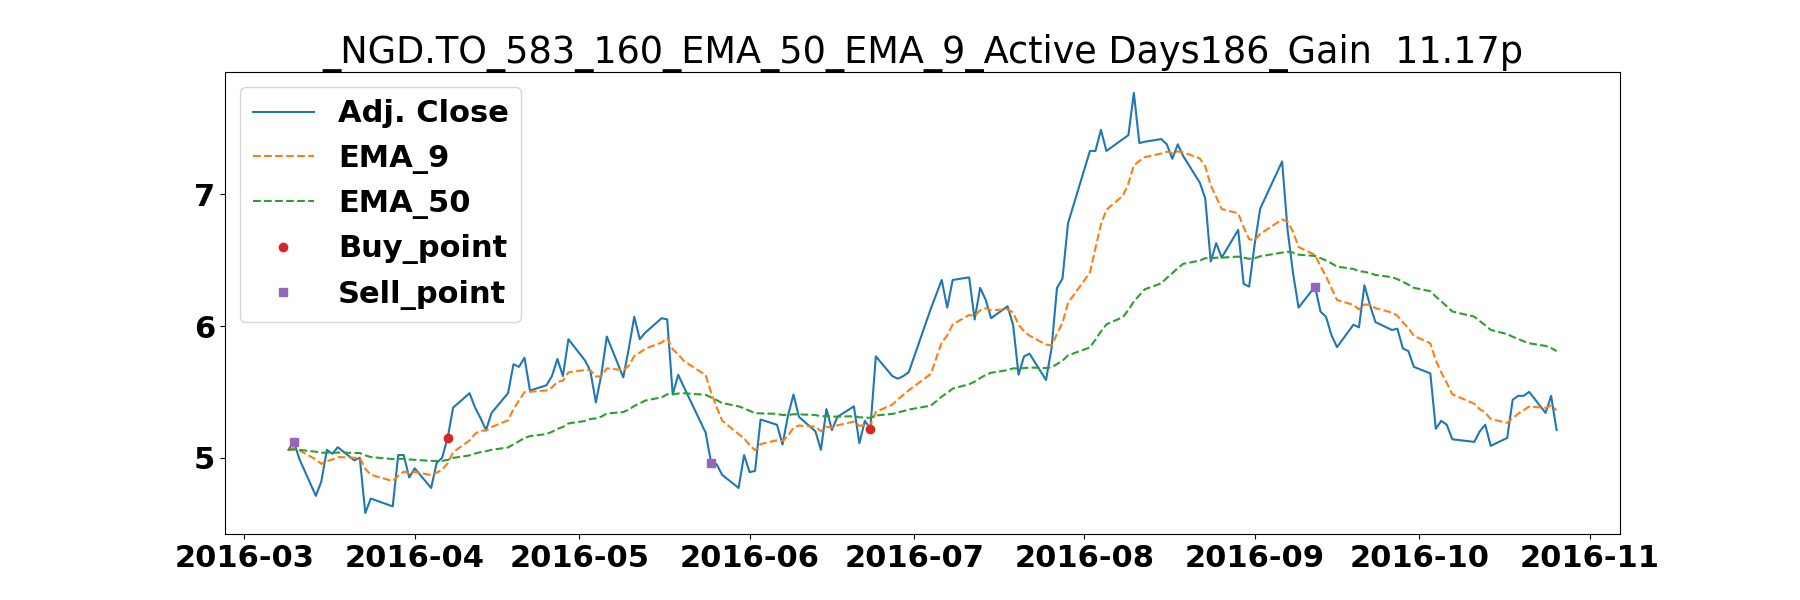 _NGD.TO_583_160_EMA_50_EMA_9_Active Days186_Gain  11.17p
Adj. Close
EMA_9
EMA_50
Buy_point
Sell_point
7
6
5
2016-03 2016-04 2016-05 2016-06 2016-07 2016-08 2016-09 2016-10 2016-11